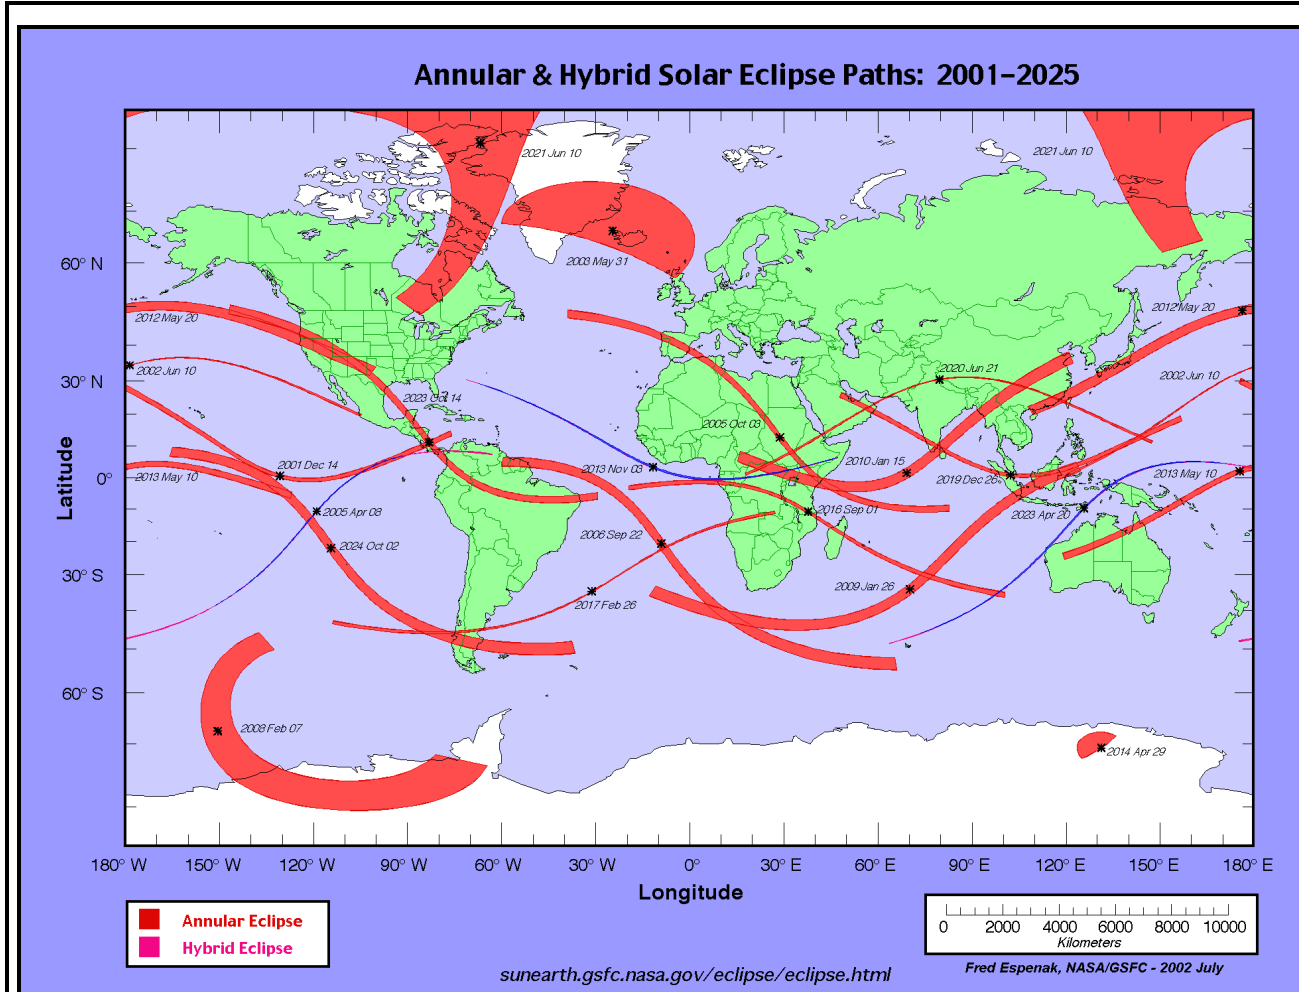 Annular & Hybrid Solar Eclipse Paths: 2001–2025
2021 Jun 10
2021 Jun 10
2003 May 31
60° N
2012 May 20
2012 May 20
2002 Jun 10
2020 Jun 21
2002 Jun 10
30° N
2023 Oct 14
2005 Oct 03
2013 Nov 03
2010 Jan 15
2001 Dec 14
2013 May 10
2019 Dec 26
2013 May 10
0°
Latitude
2005 Apr 08
2016 Sep 01
2023 Apr 20
2006 Sep 22
2024 Oct 02
30° S
2009 Jan 26
2017 Feb 26
60° S
2008 Feb 07
2014 Apr 29
180° W 150° W 120° W 90° W 60° W 30° W 0° 30° E 60° E 90° E 120° E 150° E 180° E
Longitude
Annular Eclipse
Hybrid Eclipse
0 2000 4000 6000 8000 10000
Kilometers
sunearth.gsfc.nasa.gov/eclipse/eclipse.html
Fred Espenak, NASA/GSFC - 2002 July